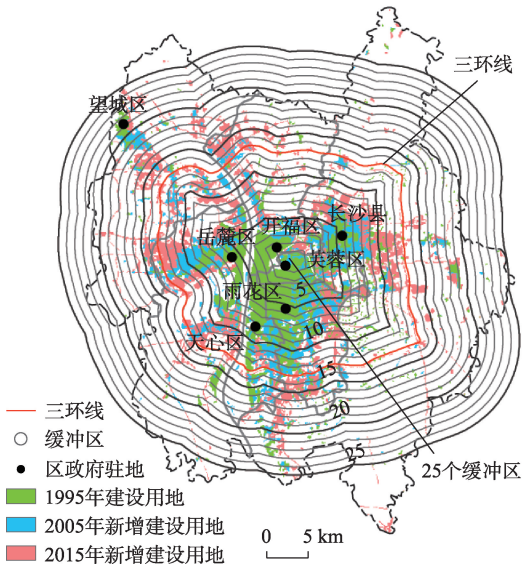 三环线
望城区
长沙县
开福区
岳麓区
芙蓉区
雨花区
5
天心区
10
15
20
25
25个缓冲区
三环线
缓冲区
区政府驻地
1995年建设用地
2005年新增建设用地
2015年新增建设用地
0 5 km